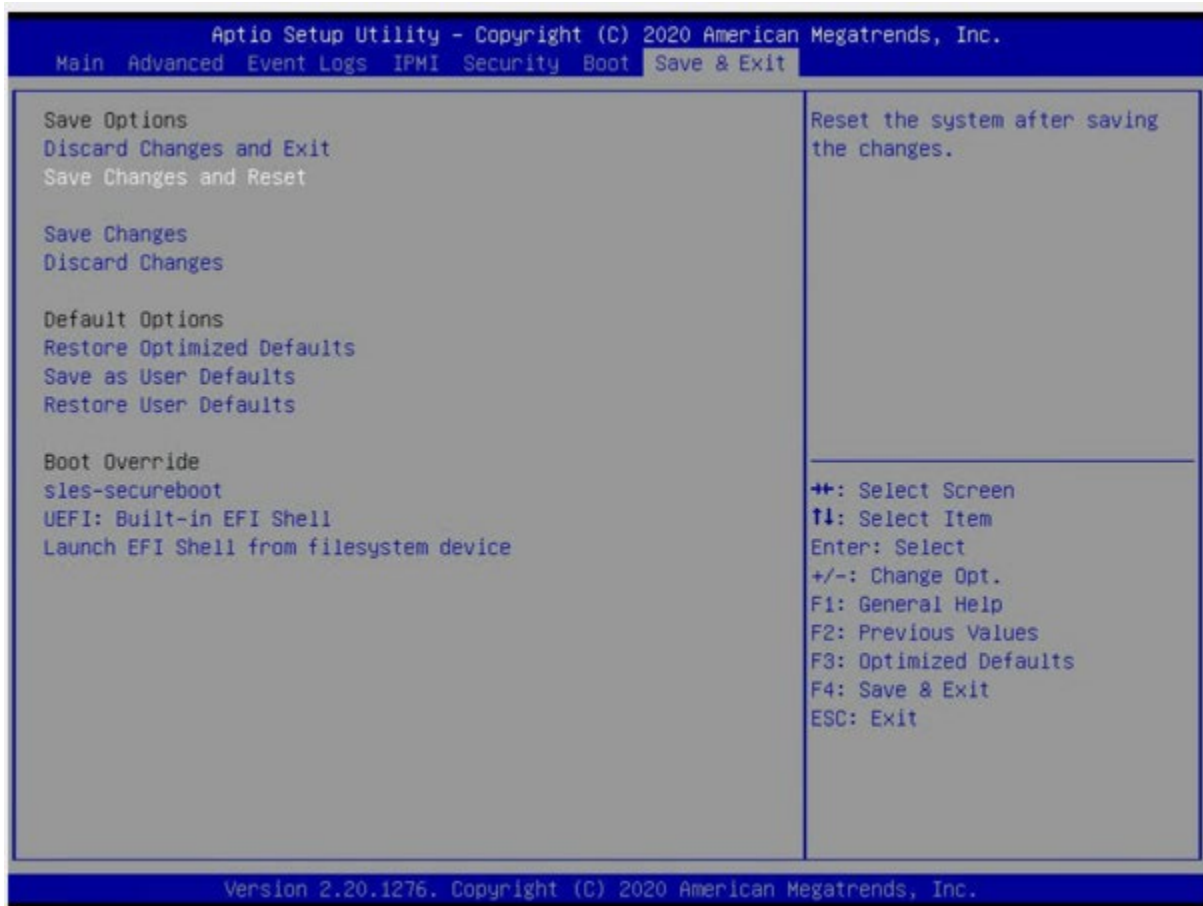 Aptio Setup Utility – Copyright (C) 2020 American Megatrends, Inc.
Main Advanced Event Logs IPMI Security Boot Save & Exit
Save Options
Discard Changes and Exit
Save Changes and Reset
Save Changes
Discard Changes
Default Options
Restore Optimized Defaults
Save as User Defaults
Restore User Defaults
Boot Override
sles-secureboot
UEFI: Built-in EFI Shell
Launch EFI Shell from filesystem device
Reset the system after saving
the changes.
→←: Select Screen
↑↓: Select Item
Enter: Select
+/-: Change Opt.
F1: General Help
F2: Previous Values
F3: Optimized Defaults
F4: Save & Exit
ESC: Exit
Version 2.20.1276. Copyright (C) 2020 American Megatrends, Inc.